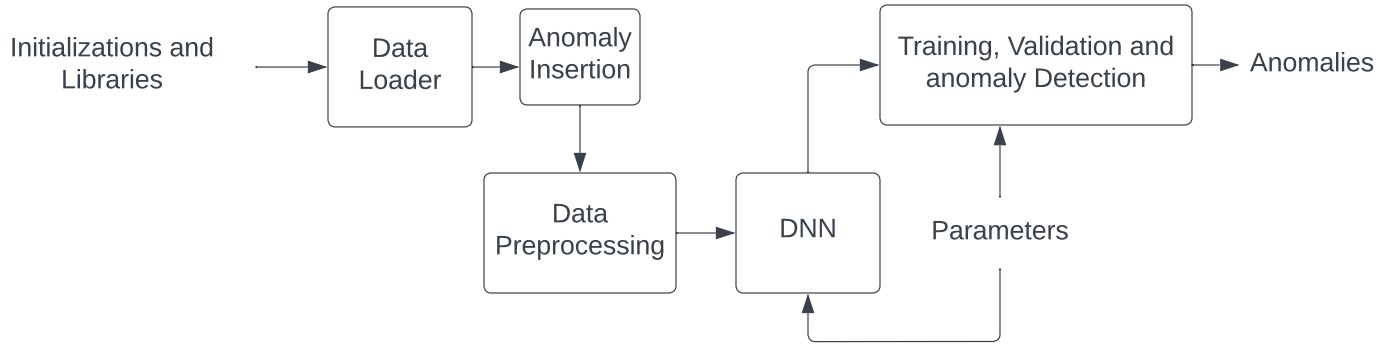 Initializations and
Libraries
Data
Loader
Anomaly
Insertion
Data
Preprocessing
DNN
Training, Validation and
anomaly Detection
Parameters
Anomalies